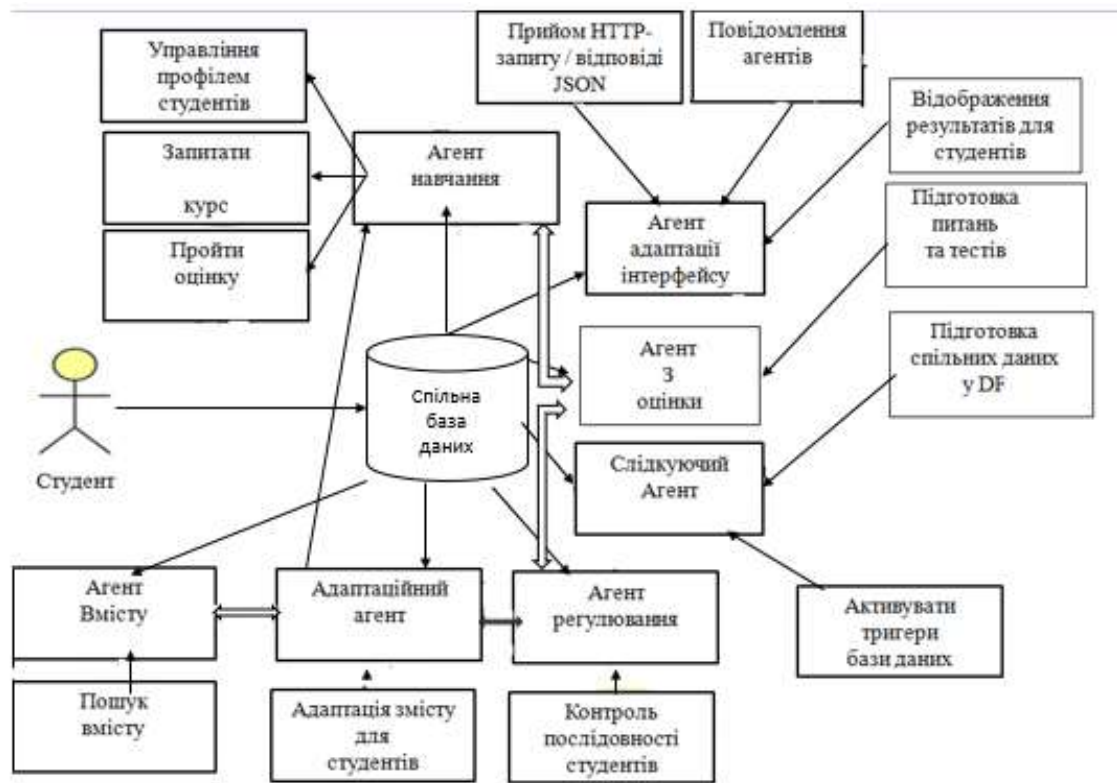 Управління
профілем
студентів
Прийом HTTP-
запиту / відповіді
JSON
Повідомлення
агентів
Відображення
результатів для
студентів
Запитати
курс
Агент
навчання
Пройти
оцінку
Агент
адаптації
інтерфейсу
Підготовка
питань
та тестів
Агент
З
оцінки
Підготовка
спільних даних
у DF
Спільна
база
даних
Студент
Слідкуючий
Агент
Агент
Вмісту
Адаптаційний
агент
Агент
регулювання
Активувати
тригери
бази даних
Пошук
вмісту
Адаптація змісту
для
студентів
Контроль
послідовності
студентів